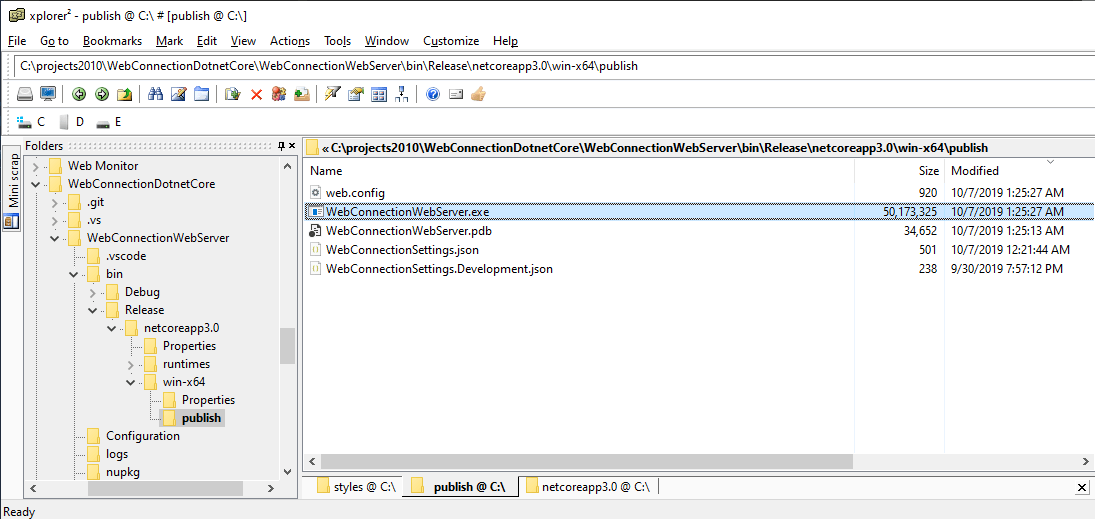 xplorer² - publish @ C:\ # [publish @ C:\]
File Go to Bookmarks Mark Edit View Actions Tools Window Customize Help
C:\projects2010\WebConnectionDotnetCore\WebConnectionWebServer\bin\Release\netcoreapp3.0\win-x64\publish
C D E
Mini scrap
Folders
Web Monitor
WebConnectionDotnetCore
.git
.vs
WebConnectionWebServer
.vscode
bin
Debug
Release
netcoreapp3.0
Properties
runtimes
win-x64
Properties
publish
Configuration
logs
nupkg
« C:\projects2010\WebConnectionDotnetCore\WebConnectionWebServer\bin\Release\netcoreapp3.0\win-x64\publish
Name Size Modified
web.config 920 10/7/2019 1:25:27 AM
WebConnectionWebServer.exe 50,173,325 10/7/2019 1:25:27 AM
WebConnectionWebServer.pdb 34,652 10/7/2019 1:25:13 AM
WebConnectionSettings.json 501 10/7/2019 12:21:44 AM
WebConnectionSettings.Development.json 238 9/30/2019 7:57:12 PM
styles @ C:\ publish @ C:\ netcoreapp3.0 @ C:\
Ready